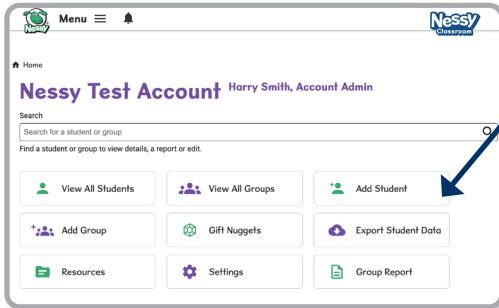 Nessy
Menu
Nessy
Classroom
Home
Nessy Test Account Harry Smith, Account Admin
Search
Search for a student or group
Find a student or group to view details, a report or edit.
View All Students
View All Groups
Add Student
Add Group
Gift Nuggets
Export Student Data
Resources
Settings
Group Report